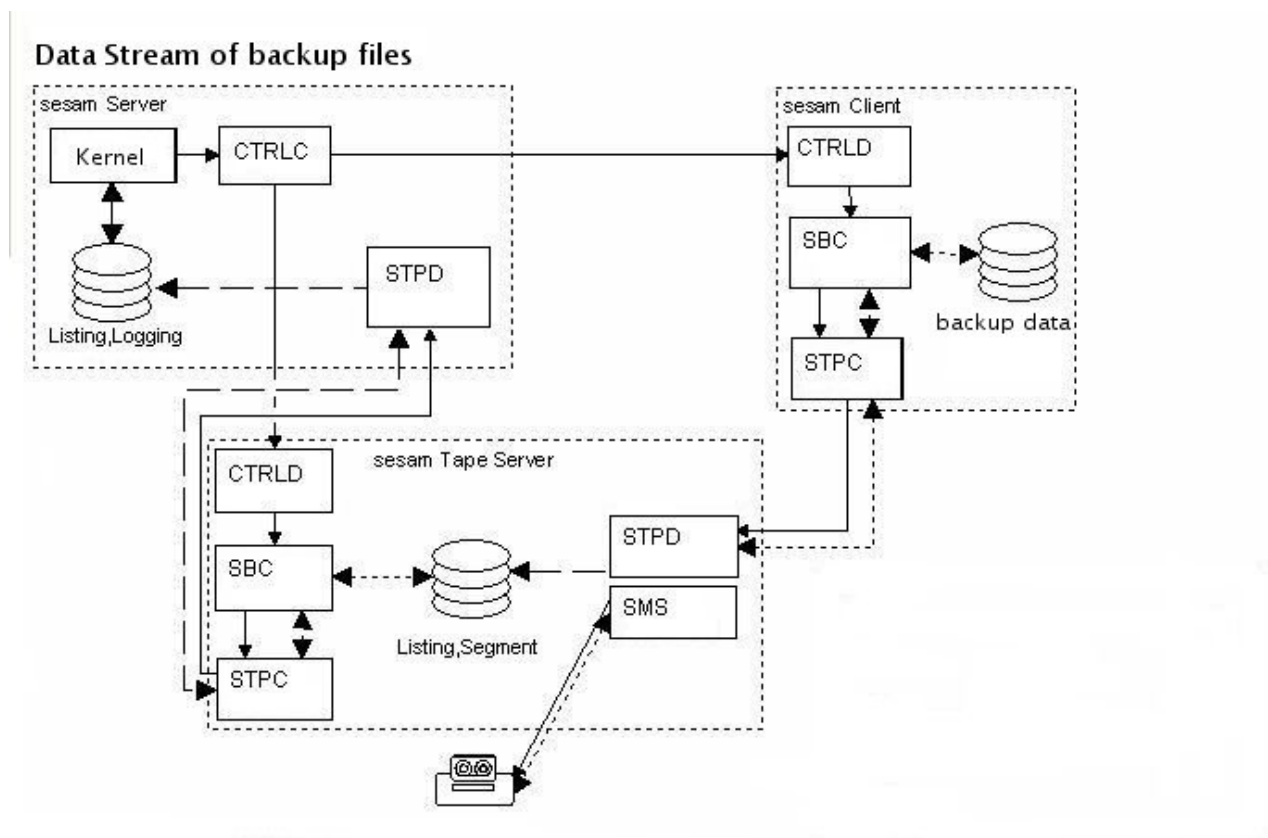 Data Stream of backup files
sesam Server
Kernel
CTRLC
STPD
Listing,Logging
sesam Client
CTRLD
SBC
backup data
STPC
sesam Tape Server
CTRLD
SBC
STPC
Listing,Segment
STPD
SMS